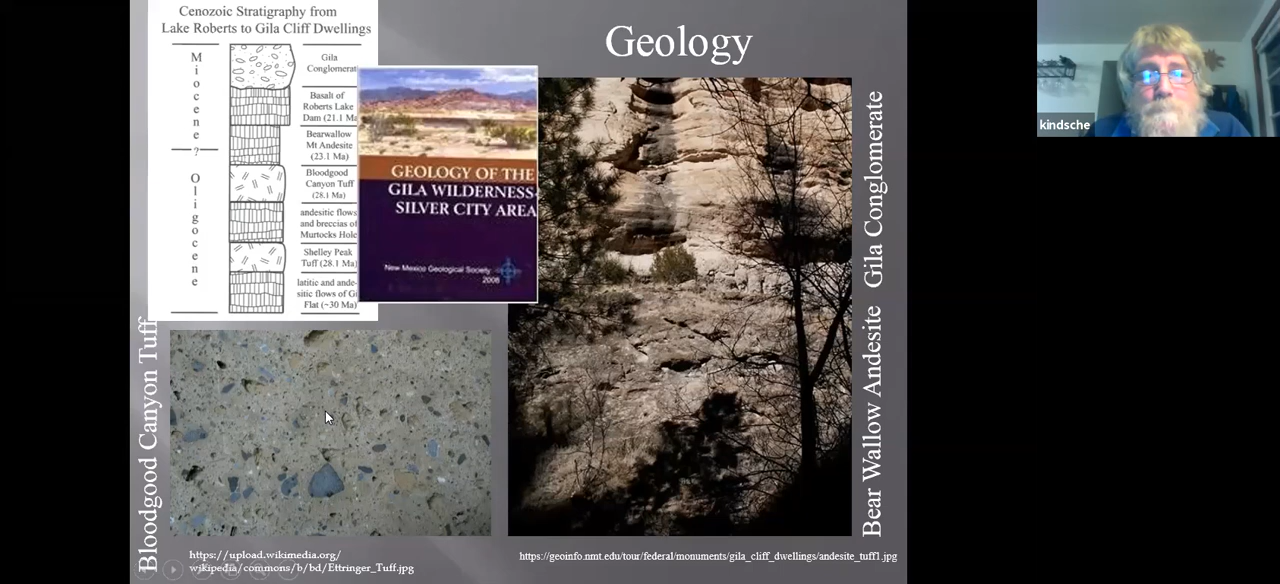 Cenozoic Stratigraphy from
Lake Roberts to Gila Cliff Dwellings
Miocene
?
Oligocene
Gila
Conglomerat
Basalt of
Roberts Lake
Dam (21.1 Ma
Bearwallow
Mt Andesite
(23.1 Ma)
Bloodgood
Canyon Tuff
(28.1 Ma)
andesitic flows
and breccias of
Murtocks Hole
Shelley Peak
Tuff (28.1 Ma)
latitic and ande-
sitic flows of Gi
Flat (~30 Ma)
GEOLOGY OF THE
GILA WILDERNESS-
SILVER CITY AREA
New Mexico Geological Society
2008
Geology
Gila Conglomerate
Bear Wallow Andesite
Bloodgood Canyon Tuff
https://upload.wikimedia.org/
wikipedia/commons/b/bd/Ettringer_Tuff.jpg
https://geoinfo.nmt.edu/tour/federal/monuments/gila_cliff_dwellings/andesite_tuff1.jpg
kindsche